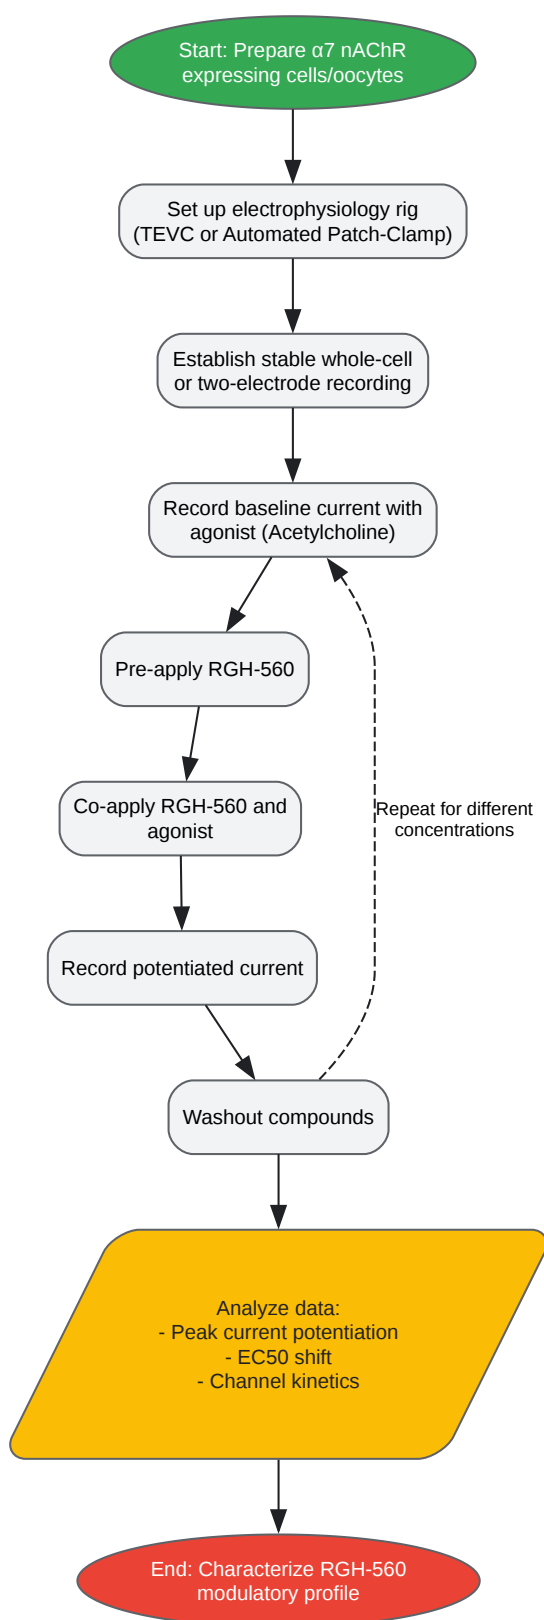 Start: Prepare α7 nAChR
expressing cells/oocytes
Set up electrophysiology rig
(TEVC or Automated Patch-Clamp)
Establish stable whole-cell
or two-electrode recording
Record baseline current with
agonist (Acetylcholine)
Pre-apply RGH-560
Co-apply RGH-560 and
agonist
Repeat for different
concentrations
Record potentiated current
Washout compounds
Analyze data:
- Peak current potentiation
- EC50 shift
- Channel kinetics
End: Characterize RGH-560
modulatory profile